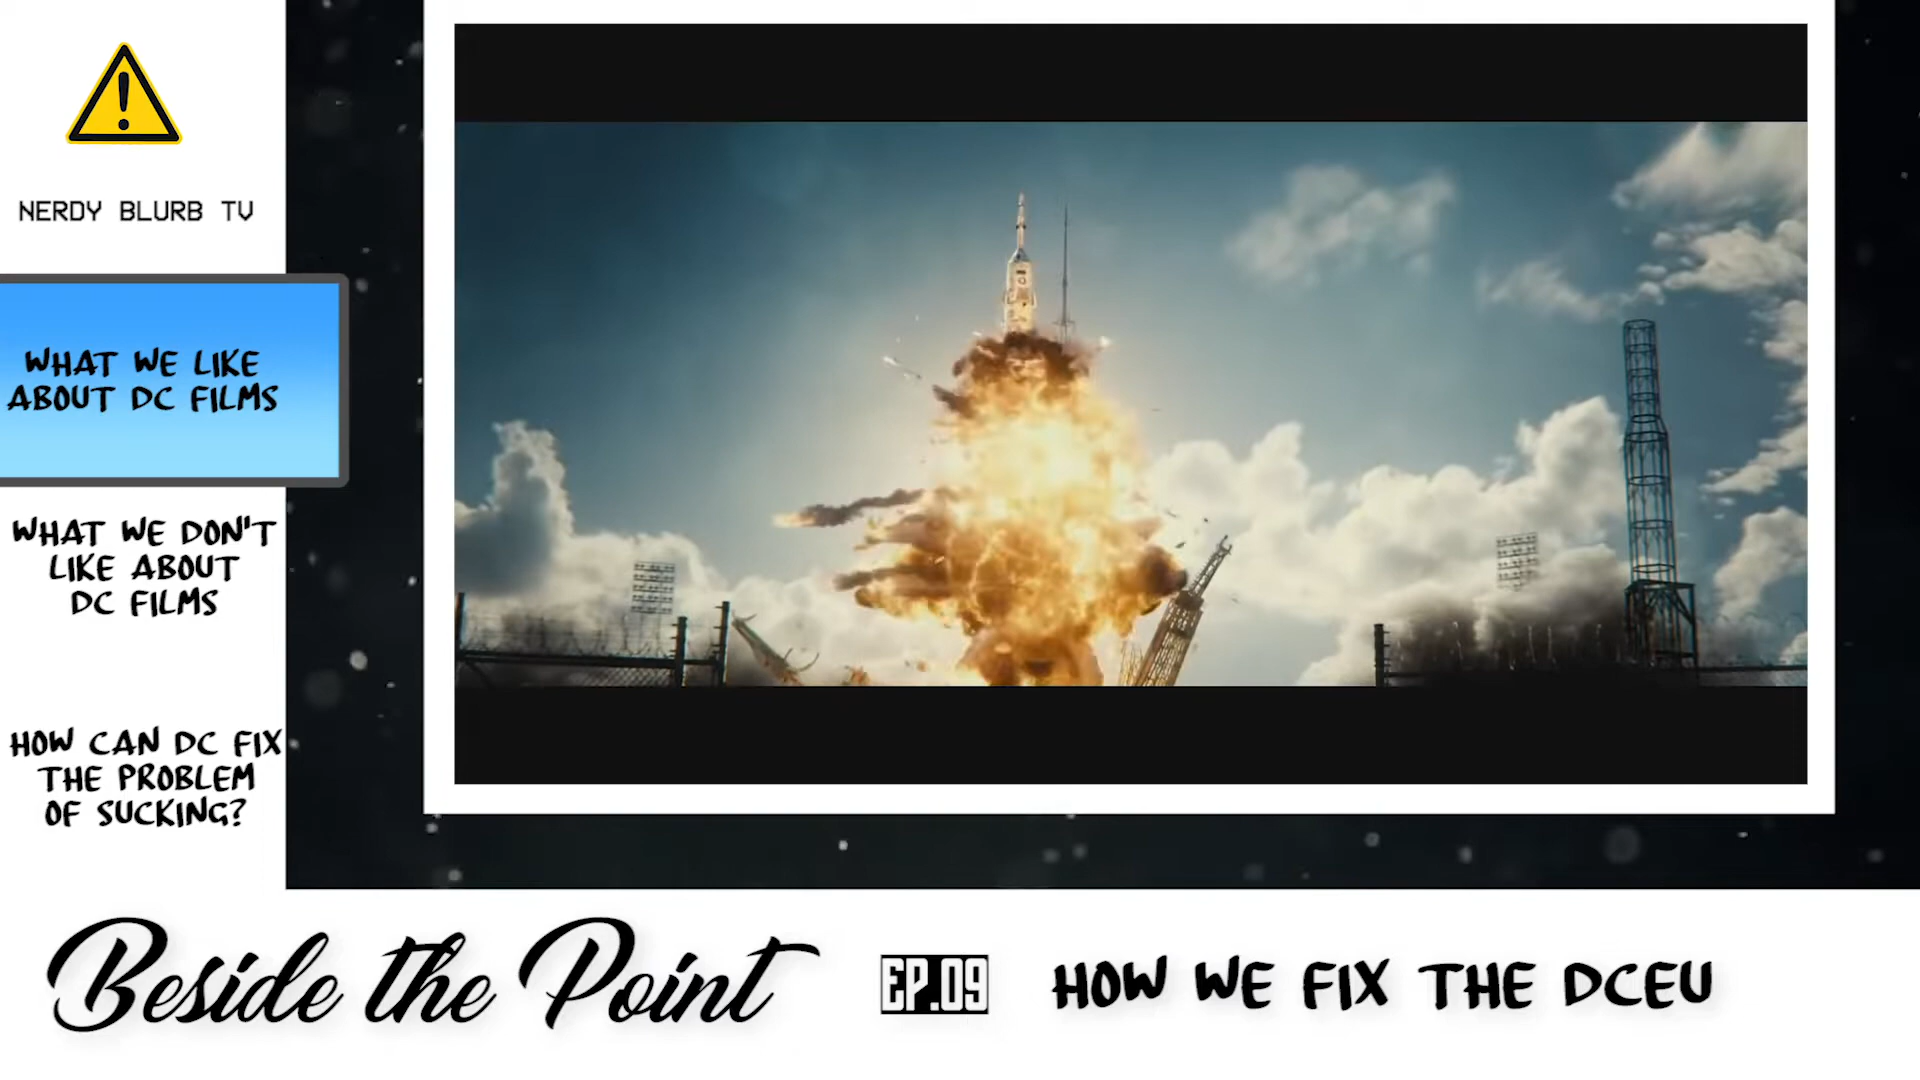 NERDY BLURB TV
WHAT WE LIKE
ABOUT DC FILMS
WHAT WE DON'T
LIKE ABOUT
DC FILMS
HOW CAN DC FIX
THE PROBLEM
OF SUCKING?
Beside the Point
EP.09
HOW WE FIX THE DCEU